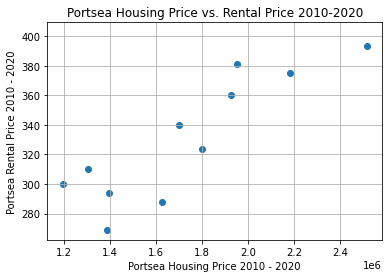 Portsea Housing Price vs. Rental Price 2010-2020
400
380
360
340
320
300
280
Portsea Rental Price 2010 - 2020
1.2 1.4 1.6 1.8 2.0 2.2 2.4
1e6
Portsea Housing Price 2010 - 2020